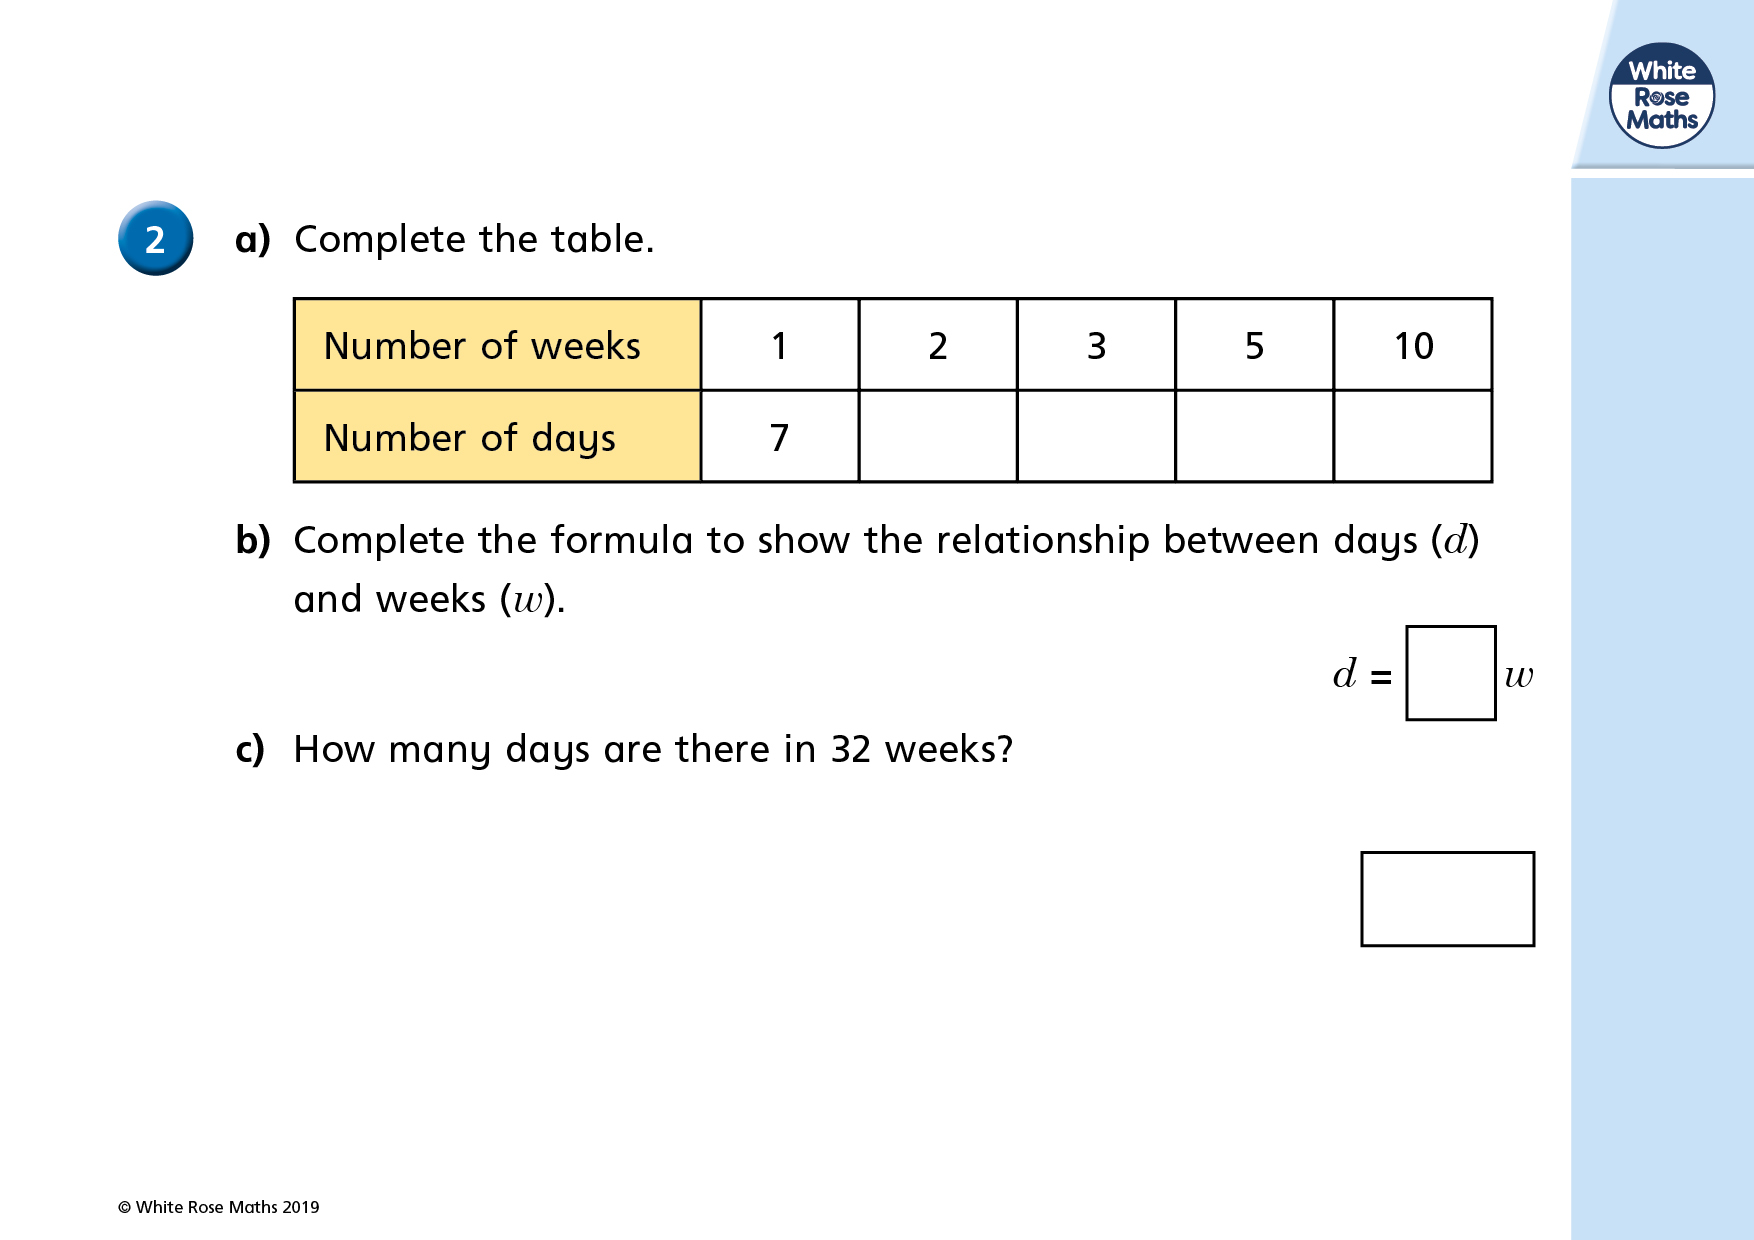 White
Rose
Maths
2 a) Complete the table.
Number of weeks 1 2 3 5 10
Number of days 7
b) Complete the formula to show the relationship between days (d)
and weeks (w).
d = w
c) How many days are there in 32 weeks?
© White Rose Maths 2019